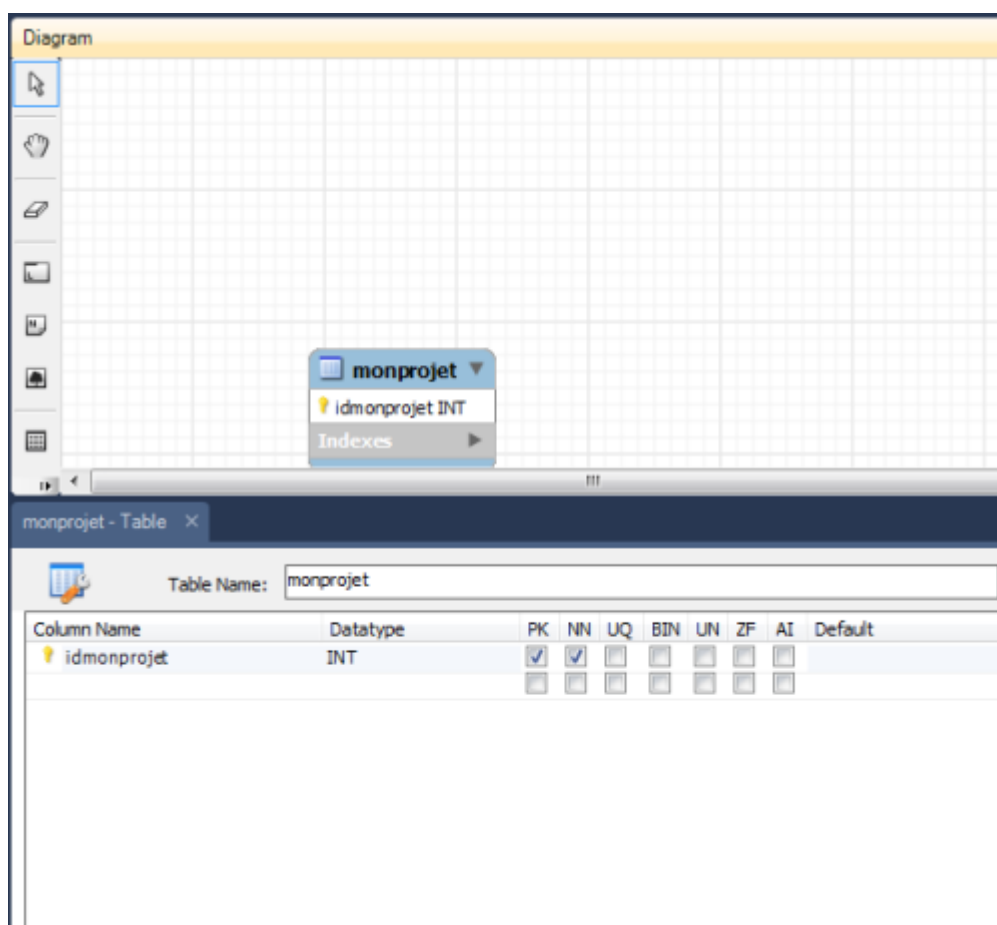 Diagram
monprojet
idmonprojet INT
Indexes
monprojet - Table
Table Name: monprojet
Column Name Datatype PK NN UQ BIN UN ZF AI Default
idmonprojet INT